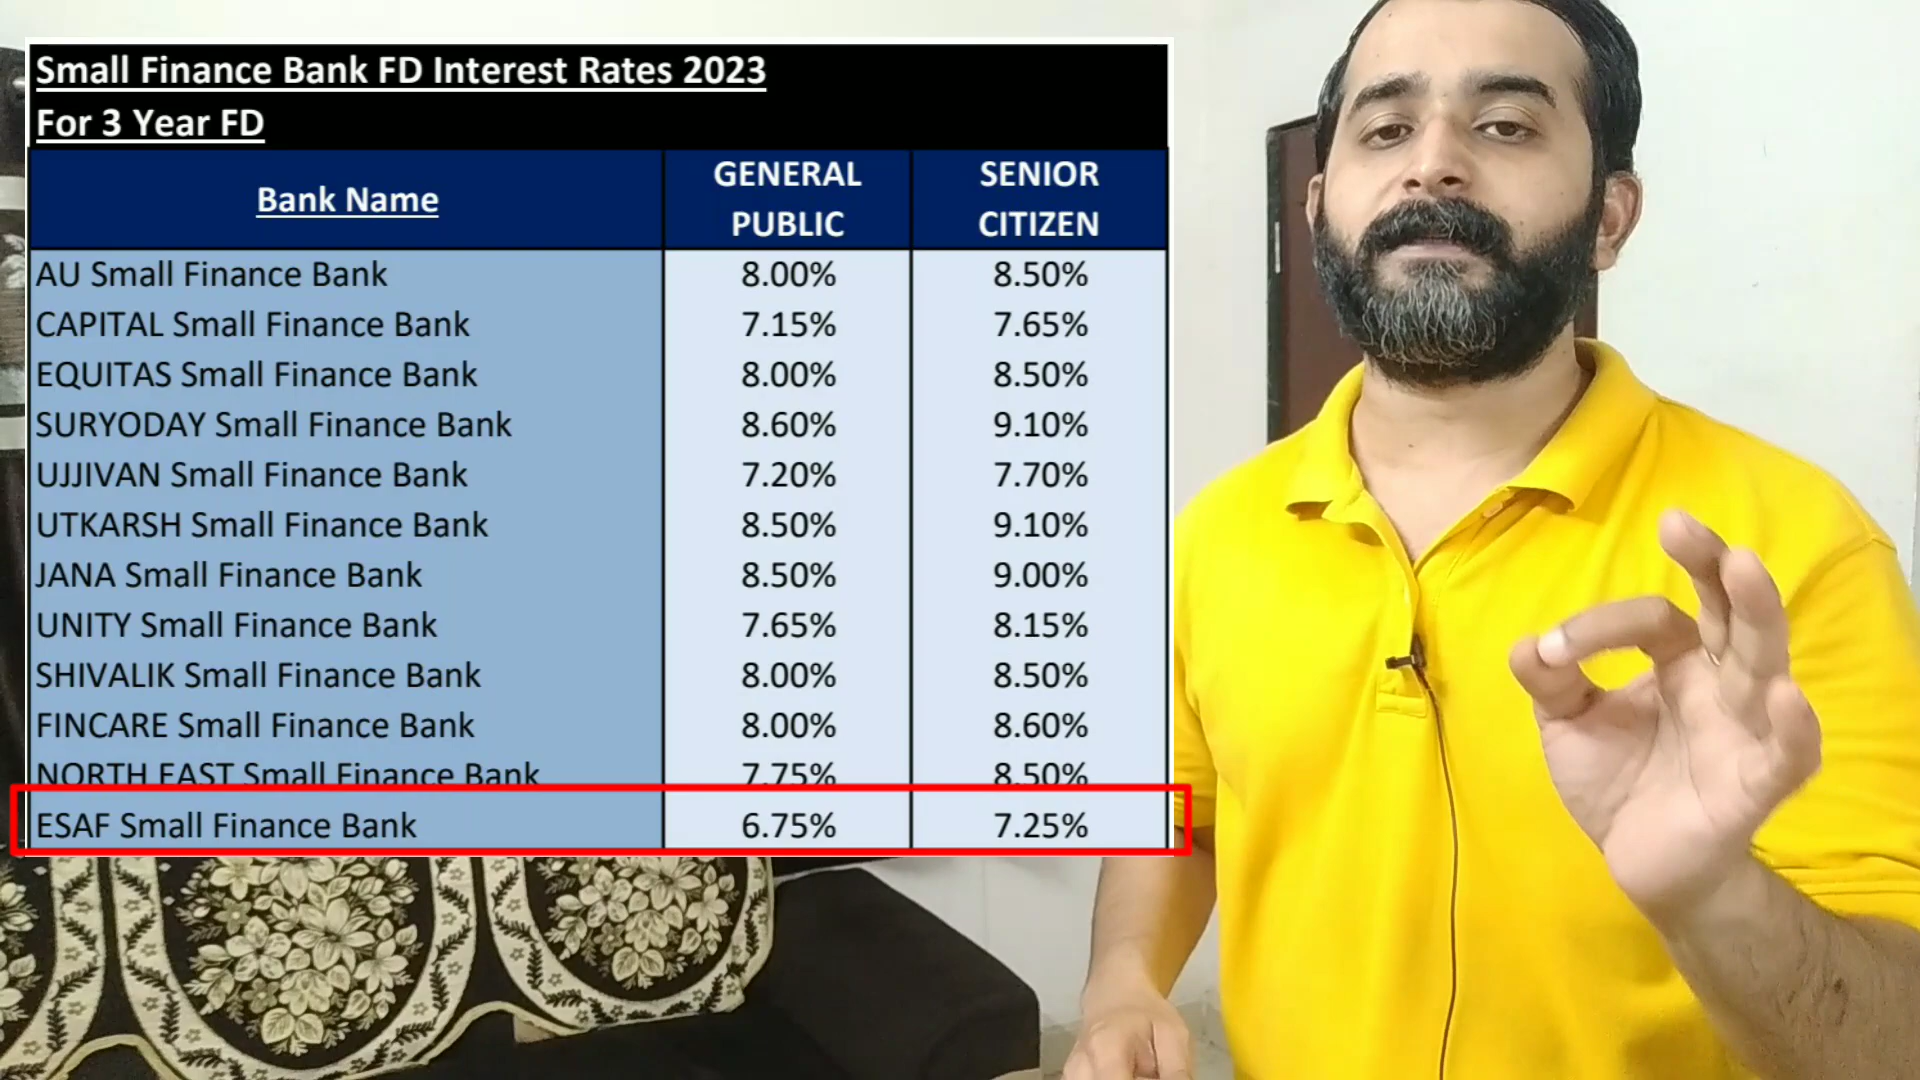 Small Finance Bank FD Interest Rates 2023
For 3 Year FD
Bank Name GENERAL PUBLIC SENIOR CITIZEN
AU Small Finance Bank 8.00% 8.50%
CAPITAL Small Finance Bank 7.15% 7.65%
EQUITAS Small Finance Bank 8.00% 8.50%
SURYODAY Small Finance Bank 8.60% 9.10%
UJJIVAN Small Finance Bank 7.20% 7.70%
UTKARSH Small Finance Bank 8.50% 9.10%
JANA Small Finance Bank 8.50% 9.00%
UNITY Small Finance Bank 7.65% 8.15%
SHIVALIK Small Finance Bank 8.00% 8.50%
FINCARE Small Finance Bank 8.00% 8.60%
NORTH EAST Small Finance Bank 7.75% 8.50%
ESAF Small Finance Bank 6.75% 7.25%